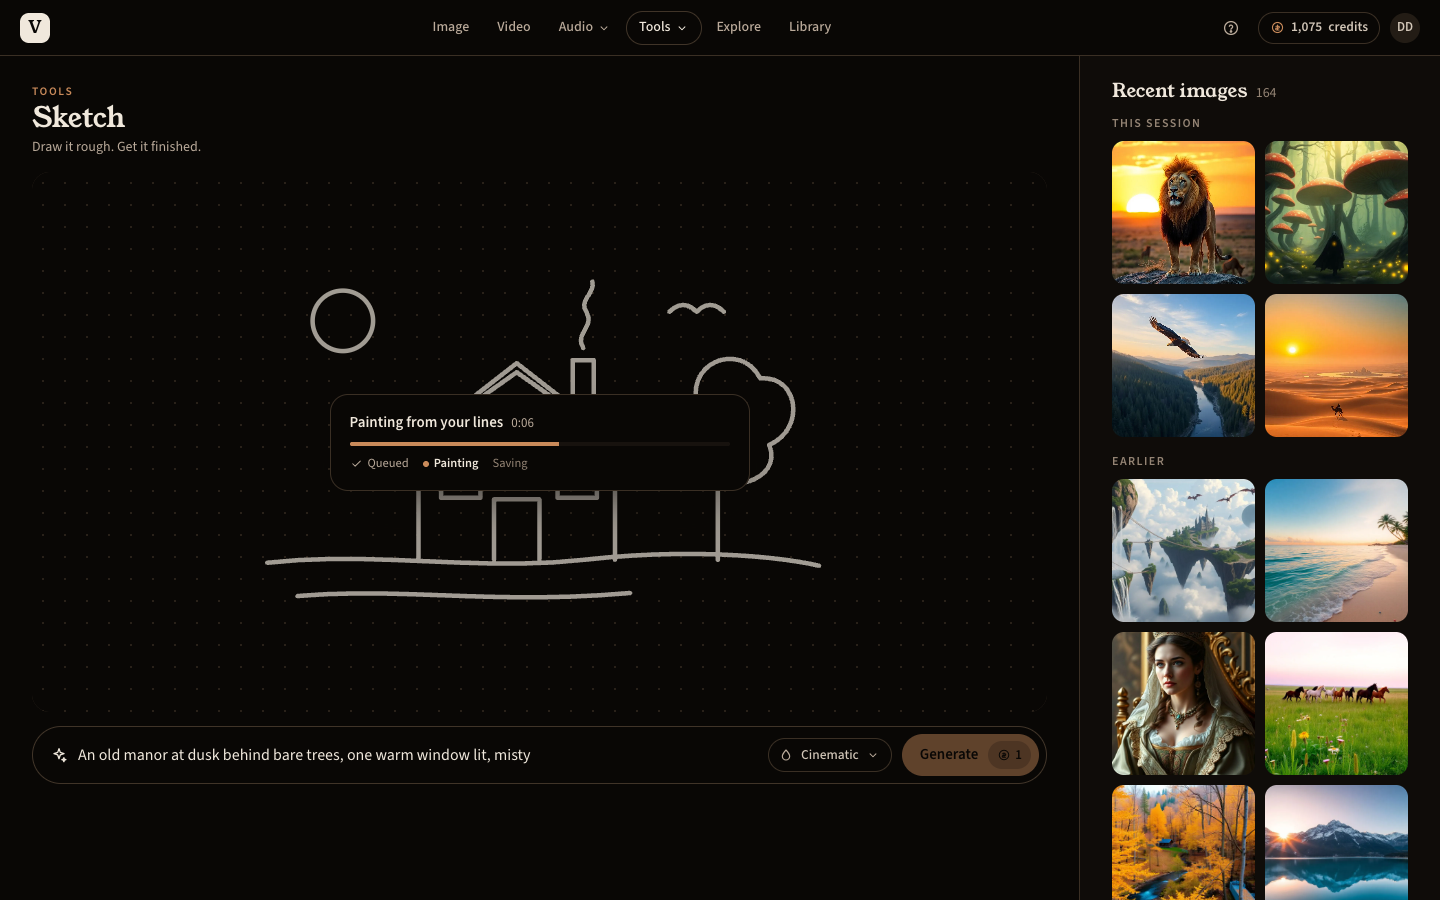 V
Image
Video
Audio
Tools
Explore
Library
1,075 credits
DD
TOOLS
Sketch
Draw it rough. Get it finished.
Painting from your lines 0:06
Queued
Painting
Saving
An old manor at dusk behind bare trees, one warm window lit, misty
Cinematic
Generate 1
Recent images 164
THIS SESSION
EARLIER